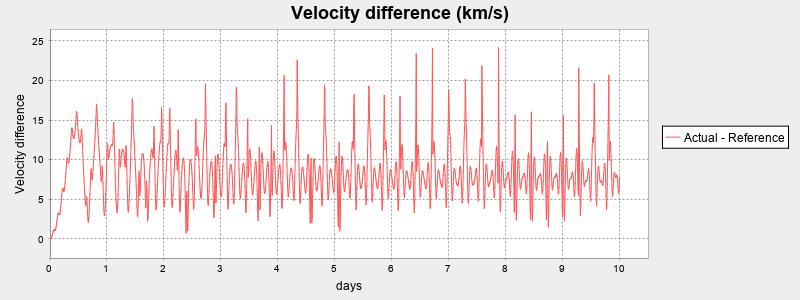 Velocity difference (km/s)
25
20
15
10
5
0
Velocity difference
0 1 2 3 4 5 6 7 8 9 10
days
Actual - Reference